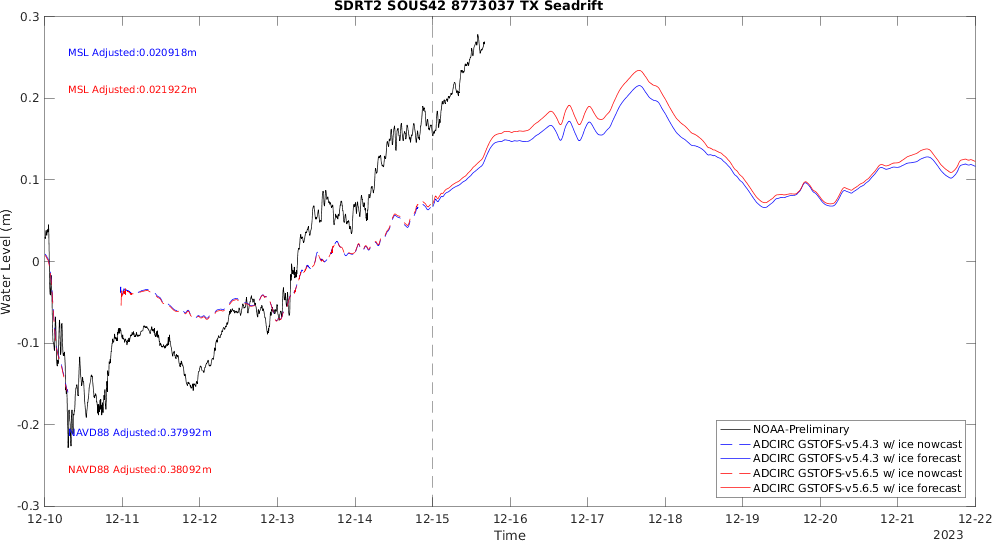 SDRT2 SOUS42 8773037 TX Seadrift
0.3
MSL Adjusted:0.020918m
MSL Adjusted:0.021922m
0.2
0.1
0
-0.1
-0.2
-0.3
Water Level (m)
NAVD88 Adjusted:0.37992m
NAVD88 Adjusted:0.38092m
NOAA-Preliminary
ADCIRC GSTOFS-v5.4.3 w/ ice nowcast
ADCIRC GSTOFS-v5.4.3 w/ ice forecast
ADCIRC GSTOFS-v5.6.5 w/ ice nowcast
ADCIRC GSTOFS-v5.6.5 w/ ice forecast
12-10 12-11 12-12 12-13 12-14 12-15 12-16 12-17 12-18 12-19 12-20 12-21 12-22
Time
2023